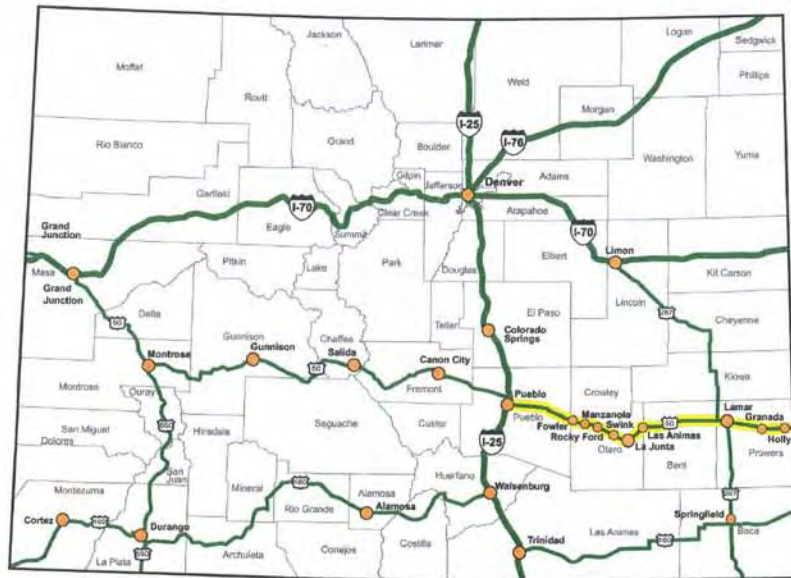 Jackson
Larimer
Logan
Sedgwick
Moffat
Weld
Phillips
Routt
Morgan
I-25
I-76
Grand
Boulder
Rio Blanco
Washington
Yuma
Gilpin
Adams
Garfield
Jefferson
Denver
I-70
Clear Creek
Arapahoe
Grand
Junction
Eagle
Summit
I-70
Limon
Pitkin
Park
Elbert
Mesa
Lake
Douglas
Kit Carson
Grand
Junction
Lincoln
El Paso
50
Delta
Teller
287
Cheyenne
Gunnison
Chaffee
Colorado
Springs
Montrose
Gunnison
50
Salida
Canon City
Kiowa
Montrose
Fremont
Pueblo
Crowley
Ouray
Pueblo
Manzanola
Lamar
Granada
550
Saguache
Fowler
Swink
50
San Miguel
Hinsdale
Custer
Rocky Ford
Las Animas
Holly
Dolores
I-25
Otero
La Junta
Prowers
San
Juan
Huerfano
Bent
Mineral
160
Walsenburg
Montezuma
Alamosa
287
Rio Grande
Alamosa
Springfield
Cortez
160
Durango
Las Animas
Baca
Costilla
Trinidad
160
550
Archuleta
Conejos
La Plata